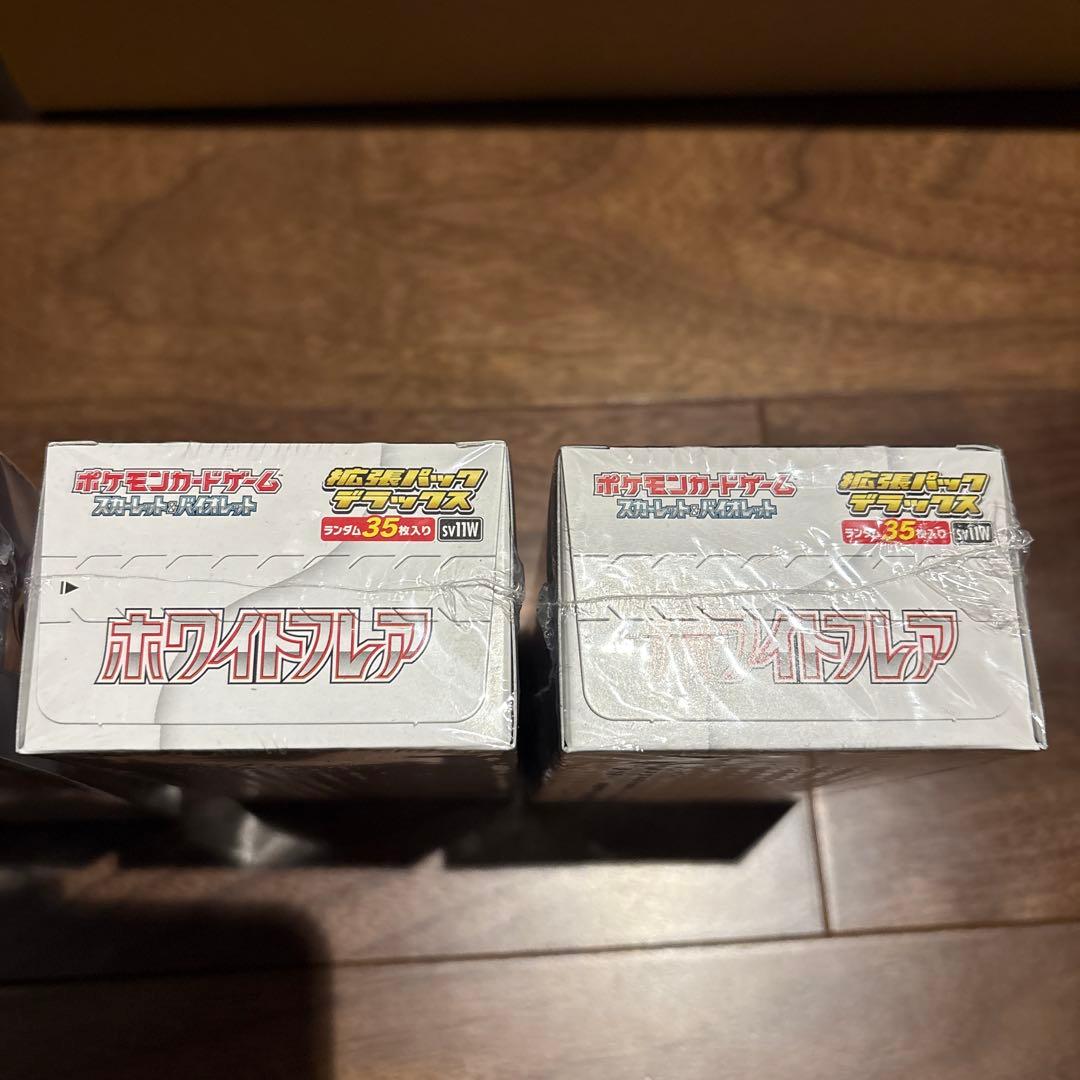 ポケモンカードゲーム
スカーレット&バイオレット
拡張パック
デラックス
ランダム35枚入り
sv11W
ホワイトフレア
ポケモンカードゲーム
スカーレット&バイオレット
拡張パック
デラックス
ランダム35枚入り
sv11W
ホワイトフレア